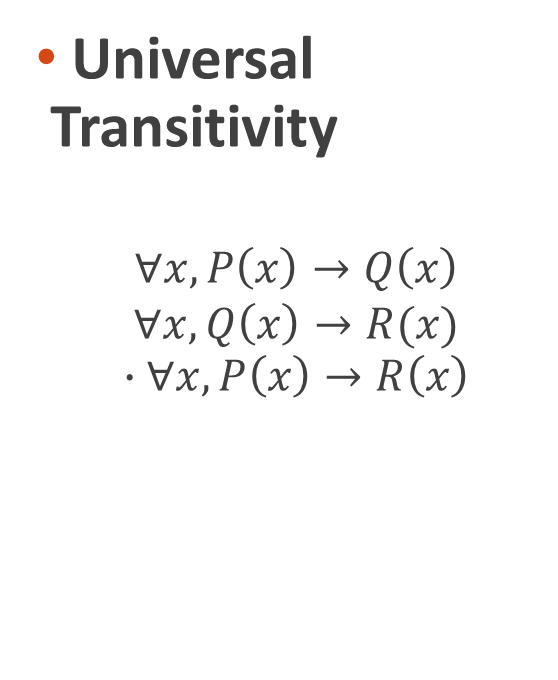 • Universal
Transitivity
∀x, P(x) → Q(x)
∀x, Q(x) → R(x)
· ∀x, P(x) → R(x)